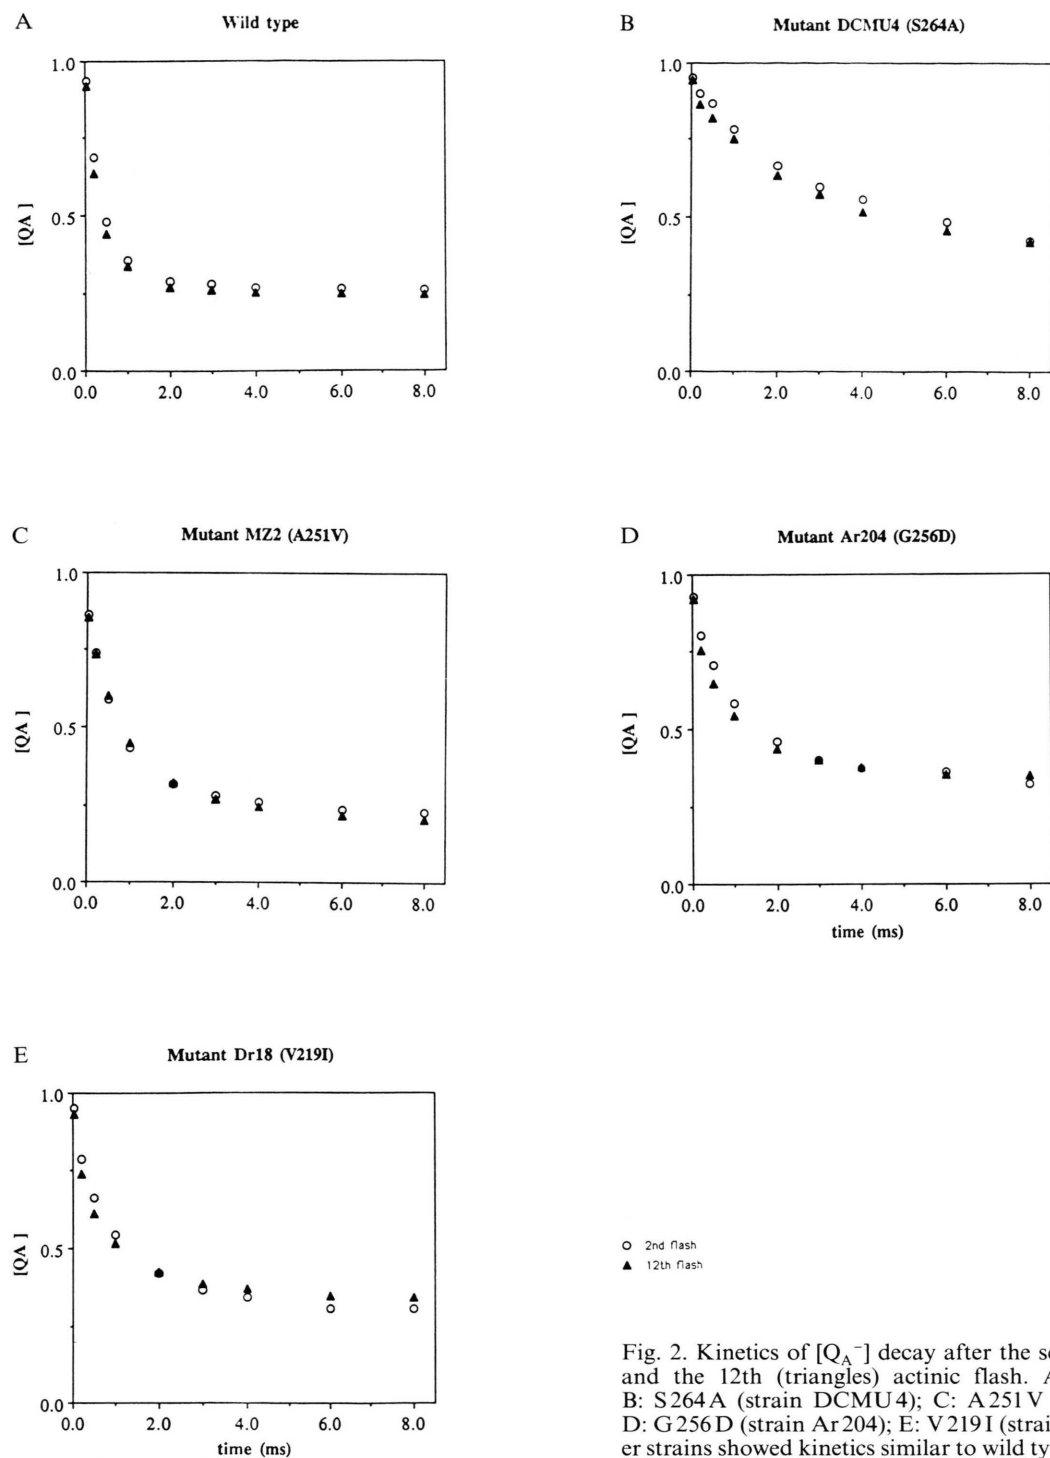 A
Wild type
1.0
0.5
0.0
[QA ]
0.0 1.0 2.0 3.0 4.0 6.0 8.0
B
Mutant DCMU4 (S264A)
1.0
0.5
0.0
[QA ]
0.0 2.0 4.0 6.0 8.0
C
Mutant MZ2 (A251V)
1.0
0.5
0.0
[QA ]
0.0 2.0 4.0 6.0 8.0
D
Mutant Ar204 (G256D)
1.0
0.5
0.0
[QA ]
0.0 2.0 4.0 6.0 8.0
time (ms)
E
Mutant Dr18 (V219I)
1.0
0.5
0.0
[QA ]
0.0 2.0 4.0 6.0 8.0
time (ms)
2nd flash
12th flash
Fig. 2. Kinetics of [QA⁻] decay after the se
and the 12th (triangles) actinic flash. A
B: S264A (strain DCMU4); C: A251V
D: G256D (strain Ar204); E: V219I (strai
er strains showed kinetics similar to wild ty